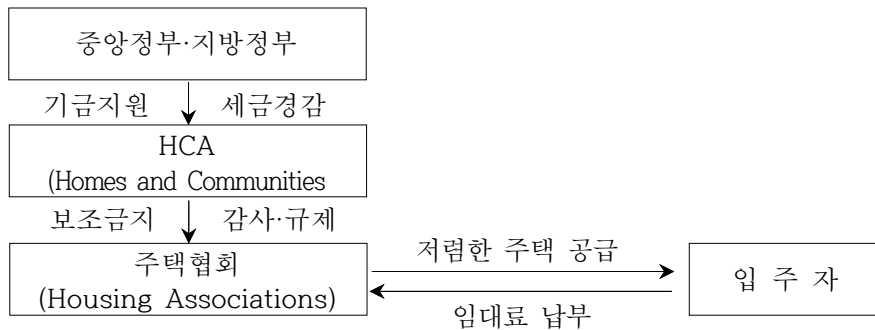 중앙정부·지방정부
기금지원 세금경감
HCA
(Homes and Communities
보조금지 감사·규제
주택협회
(Housing Associations)
저렴한 주택 공급
입 주 자
임대료 납부